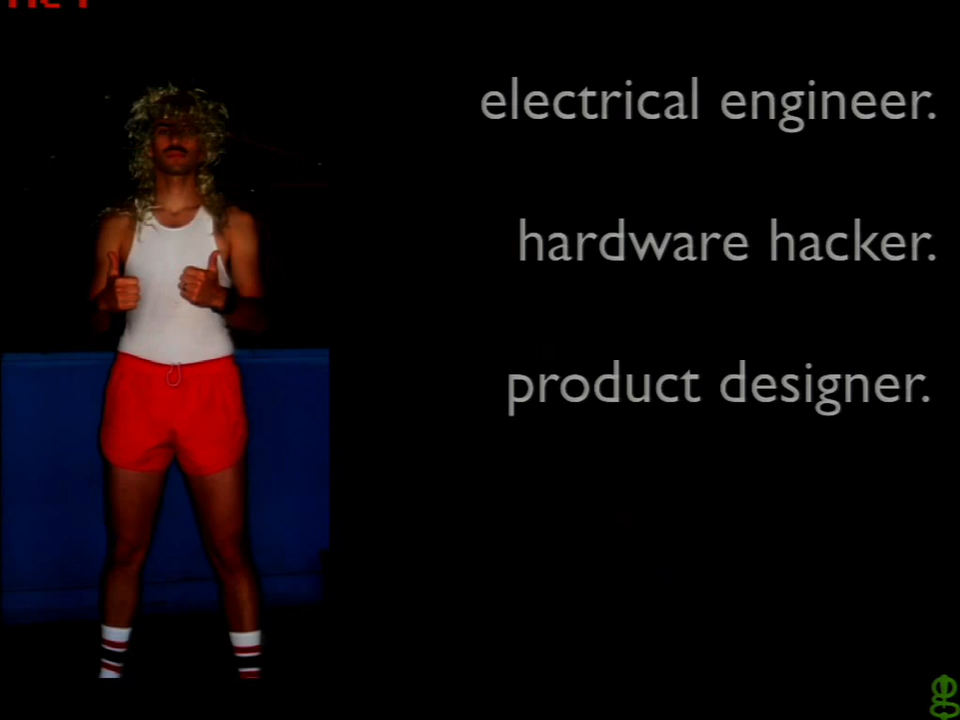 electrical engineer.
hardware hacker.
product designer.